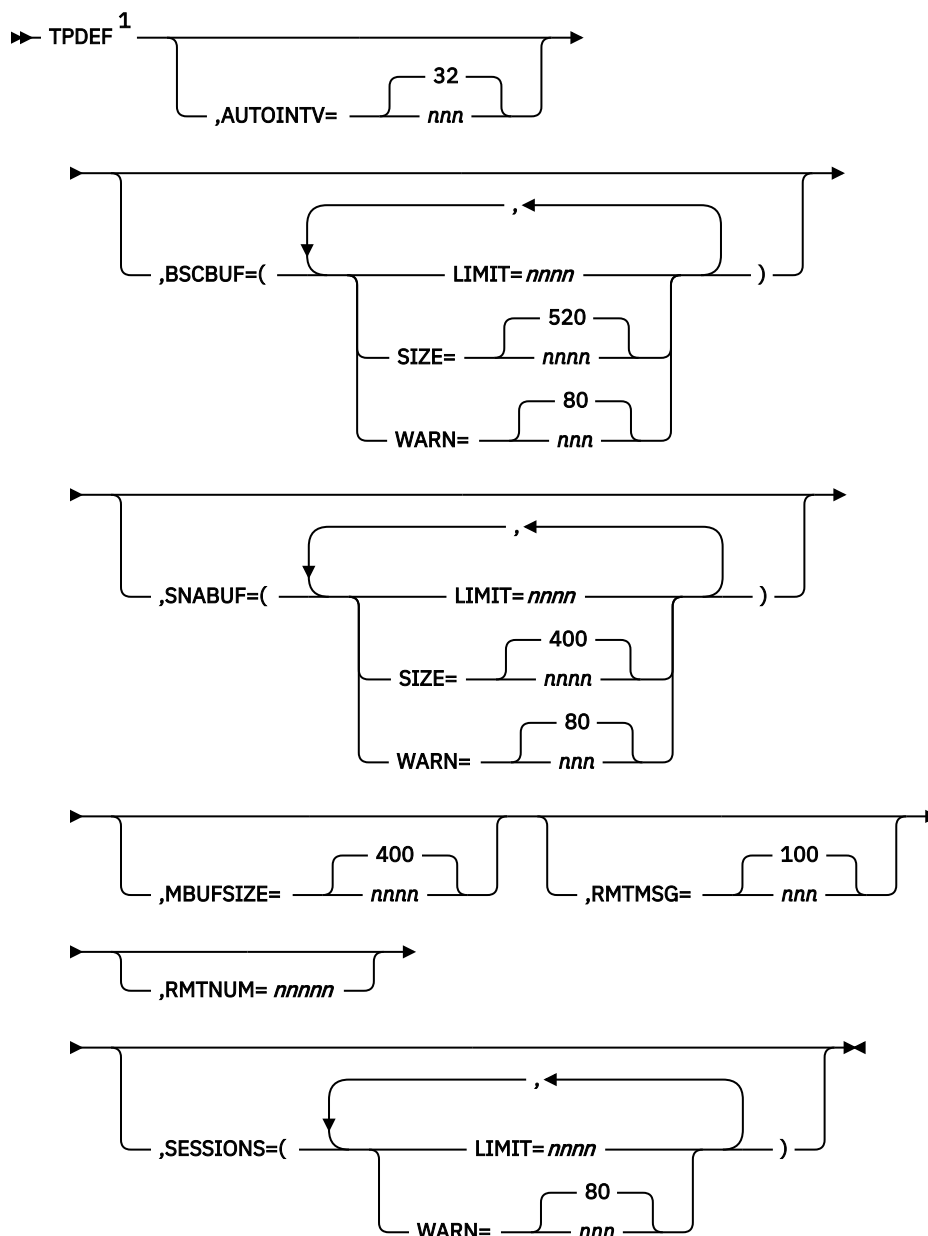 TPDEF 1
32
,AUTOINTV= nnn
,
,BSCBUF=( LIMIT= nnnn )
520
SIZE= nnnn
80
WARN= nnn
,
,SNABUF=( LIMIT= nnnn )
400
SIZE= nnnn
80
WARN= nnn
400 100
,MBUFSIZE= nnnn ,RMTMSG= nnn
,RMTNUM= nnnnn
,
,SESSIONS=( LIMIT= nnnn )
80
WARN= nnn